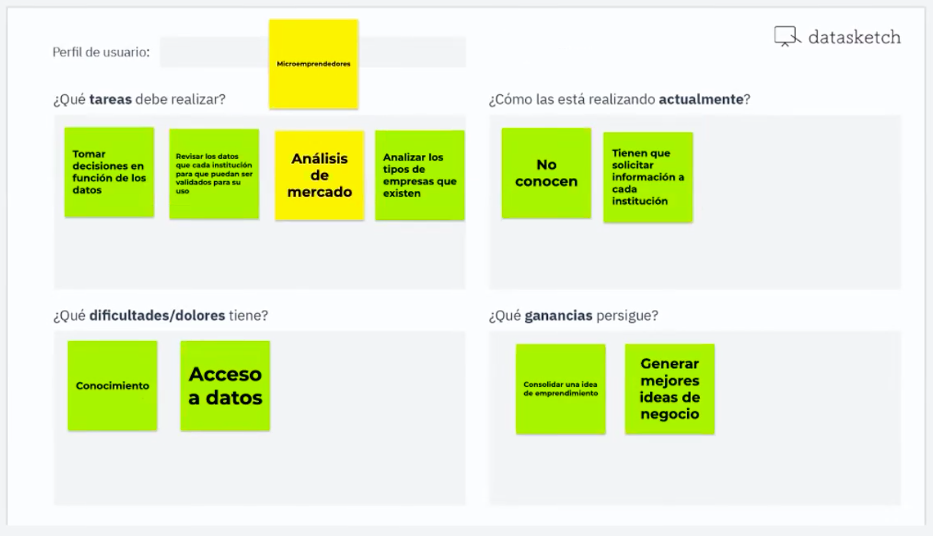 Perfil de usuario:
Microemprendedores
datasketch
¿Qué tareas debe realizar?
Tomar
decisiones en
función de los
datos
Revisar los datos
que cada institución
para que puedan ser
validados para su
uso
Análisis
de
mercado
Analizar los
tipos de
empresas que
existen
¿Cómo las está realizando actualmente?
No
conocen
Tienen que
solicitar
información a
cada
institución
¿Qué dificultades/dolores tiene?
Conocimiento
Acceso
a datos
¿Qué ganancias persigue?
Consolidar una idea
de emprendimiento
Generar
mejores
ideas de
negocio